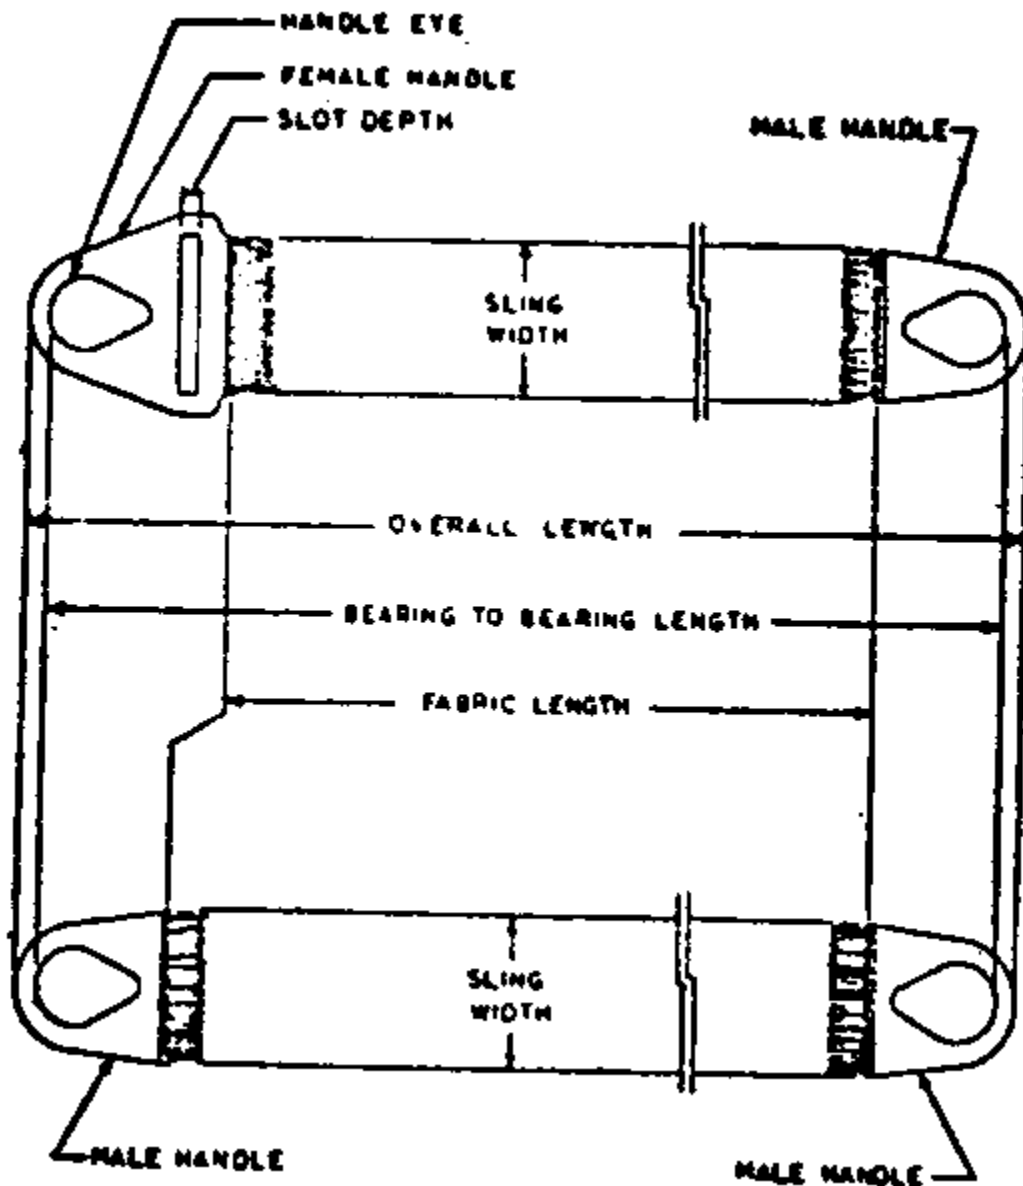 HANDLE EYE
FEMALE HANDLE
SLOT DEPTH
MALE HANDLE
SLING
WIDTH
OVERALL LENGTH
BEARING TO BEARING LENGTH
FABRIC LENGTH
SLING
WIDTH
MALE HANDLE
MALE HANDLE